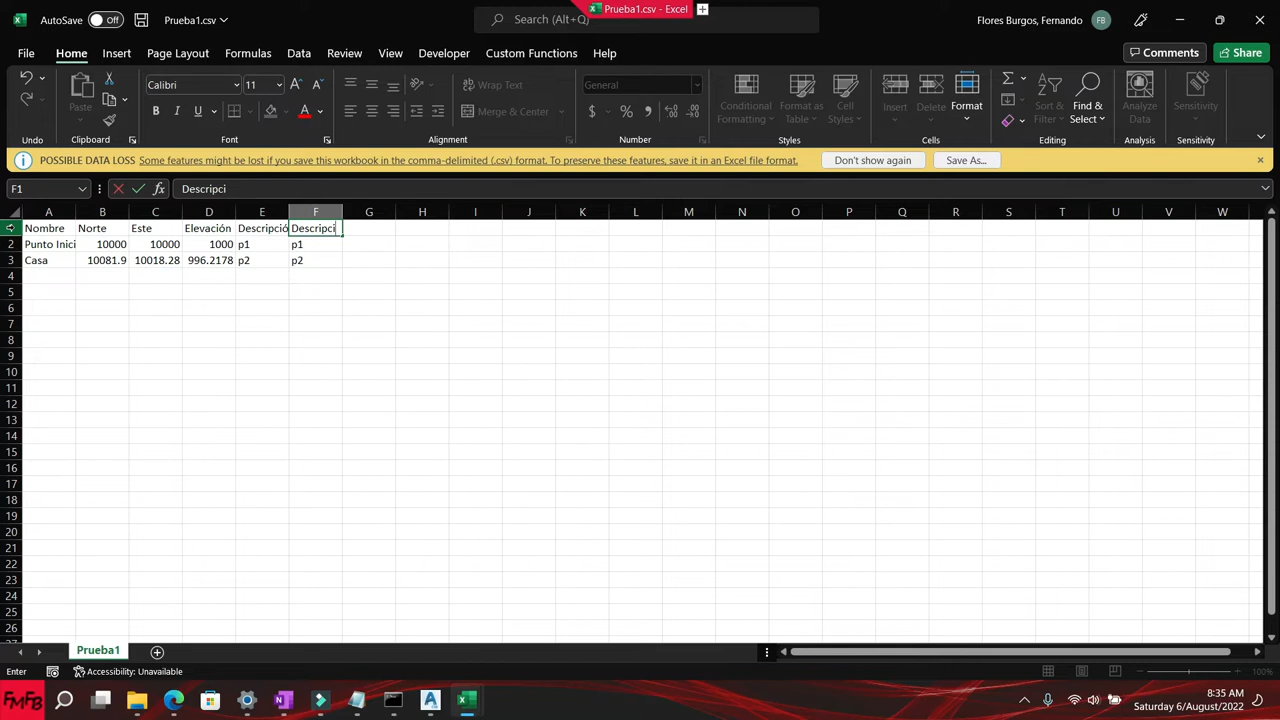 AutoSave Off Prueba1.csv Search (Alt+Q) Prueba1.csv - Excel Flores Burgos, Fernando FB
File Home Insert Page Layout Formulas Data Review View Developer Custom Functions Help Comments Share
Paste Calibri 11 Wrap Text General Conditional Formatting Format as Table Cell Styles Insert Delete Format Sort & Filter Find & Select Analyze Data Sensitivity
B I U A Merge & Center $ %
Undo Clipboard Font Alignment Number Styles Cells Editing Analysis Sensitivity
POSSIBLE DATA LOSS Some features might be lost if you save this workbook in the comma-delimited (.csv) format. To preserve these features, save it in an Excel file format. Don't show again Save As...
F1 fx Descripci
A B C D E F G H I J K L M N O P Q R S T U V W
Nombre Norte Este Elevación Descripció Descripci
2 Punto Inici 10000 10000 1000 p1 p1
3 Casa 10081.9 10018.28 996.2178 p2 p2
4
5
6
7
8
9
10
11
12
13
14
15
16
17
18
19
20
21
22
23
24
25
26
27
Prueba1
Enter Accessibility: Unavailable 100%
FMFB 8:35 AM
Saturday 6/August/2022